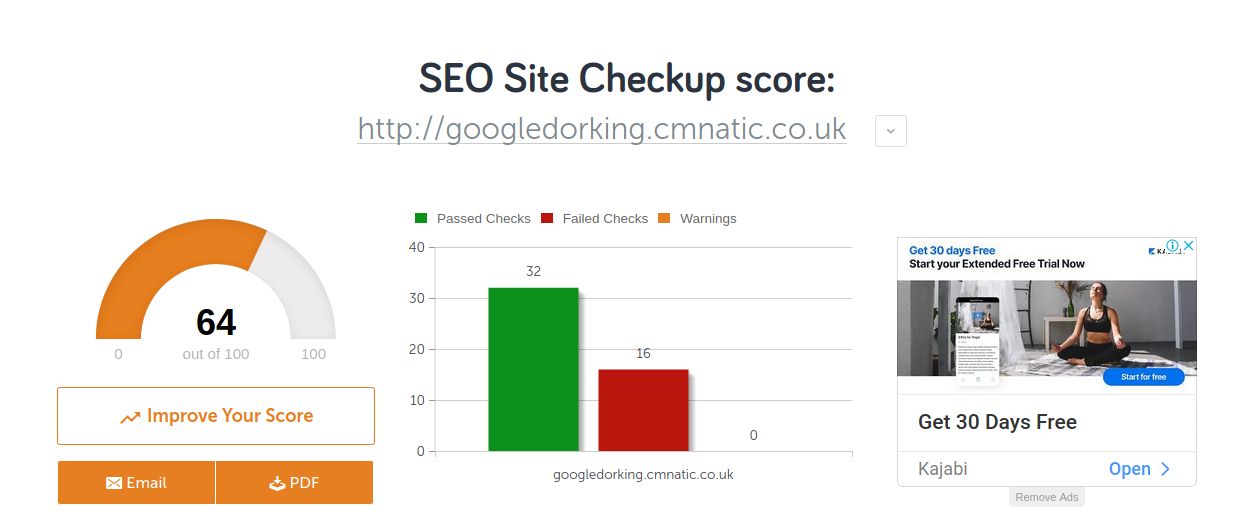 SEO Site Checkup score:
http://googledorking.cmnatic.co.uk
64
0
out of 100
100
Improve Your Score
Email
PDF
Passed Checks
Failed Checks
Warnings
40
30
20
10
0
32
16
0
googledorking.cmnatic.co.uk
Get 30 days Free
Start your Extended Free Trial Now
Start for free
Get 30 Days Free
Kajabi
Open
Remove Ads